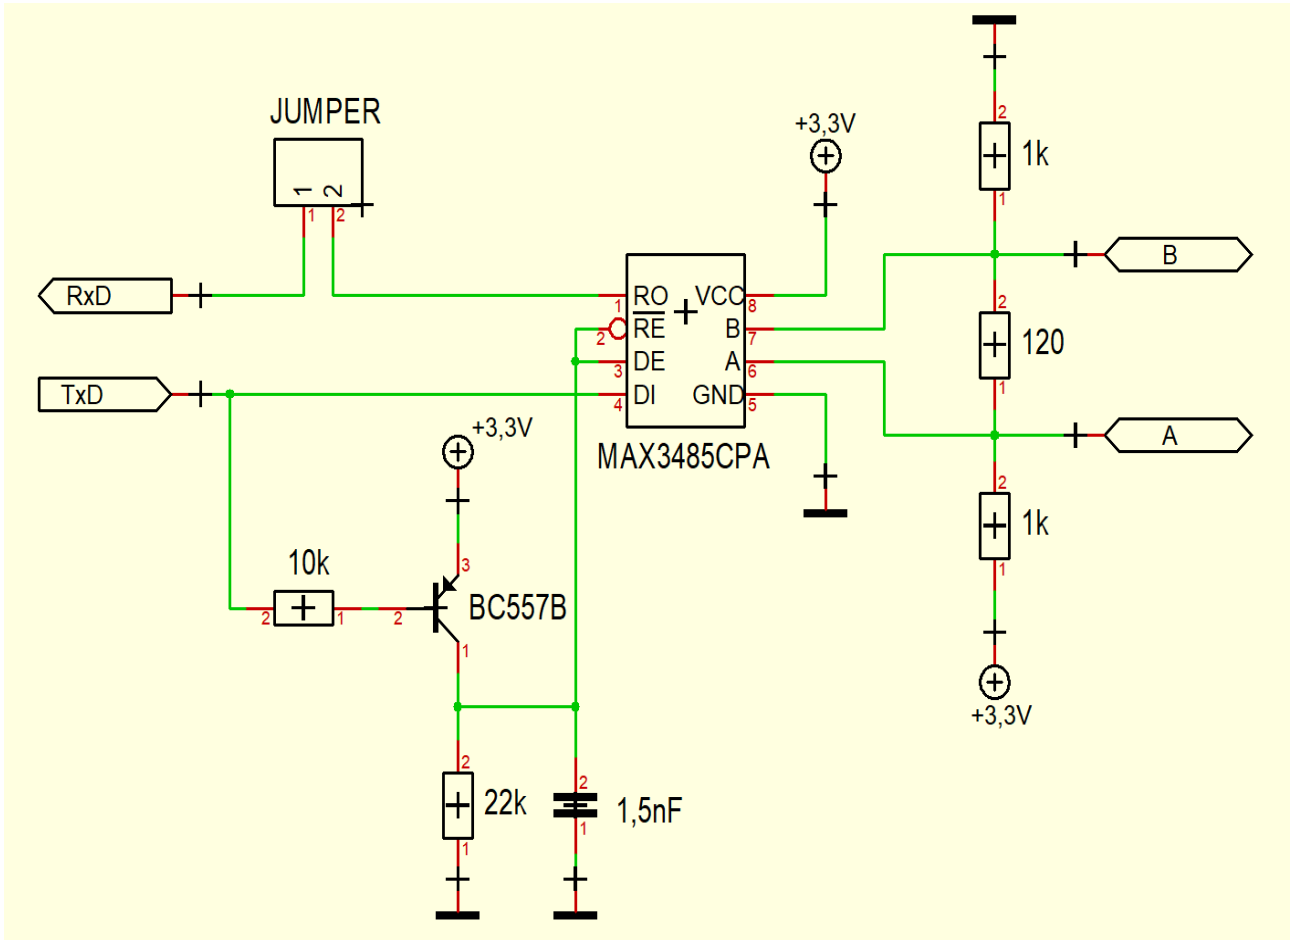 JUMPER
1 2
1 2
RxD
TxD
+3,3V
RO
RE
DE
DI
VCC
B
A
GND
1
2
3
4
8
7
6
5
MAX3485CPA
2
1k
1
B
2
120
1
A
2
1k
1
+3,3V
+3,3V
3
10k
2 1 2
BC557B
1
2
22k
1
2
1,5nF
1